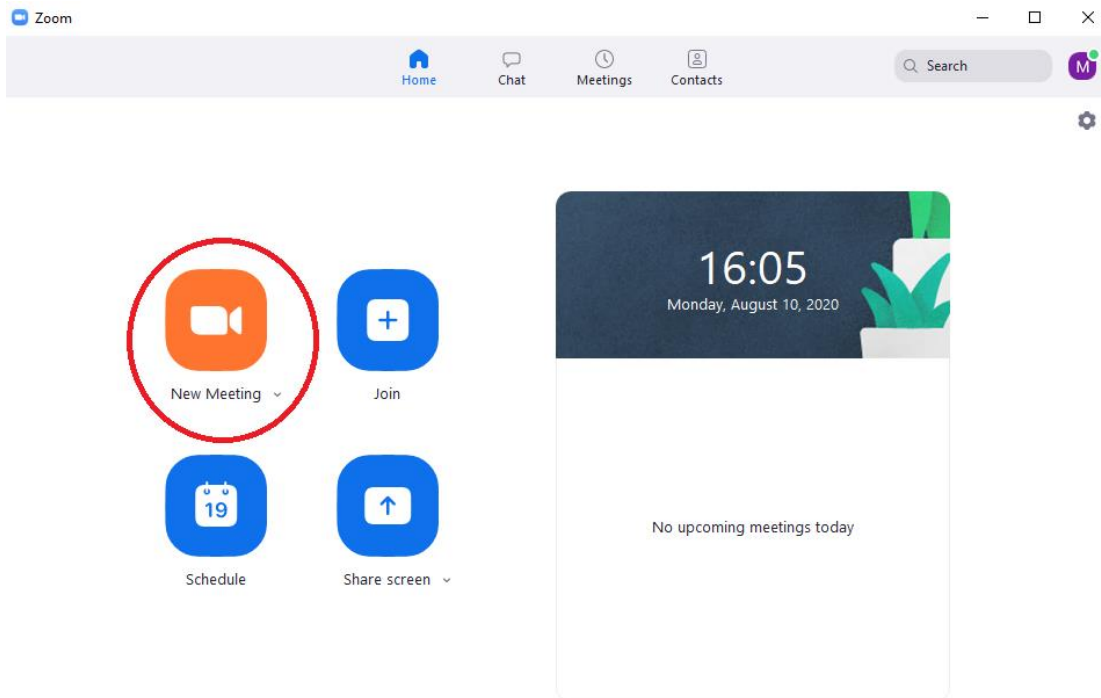 Zoom
Home
Chat
Meetings
Contacts
Search
M
16:05
Monday, August 10, 2020
New Meeting
Join
19
Schedule
Share screen
No upcoming meetings today